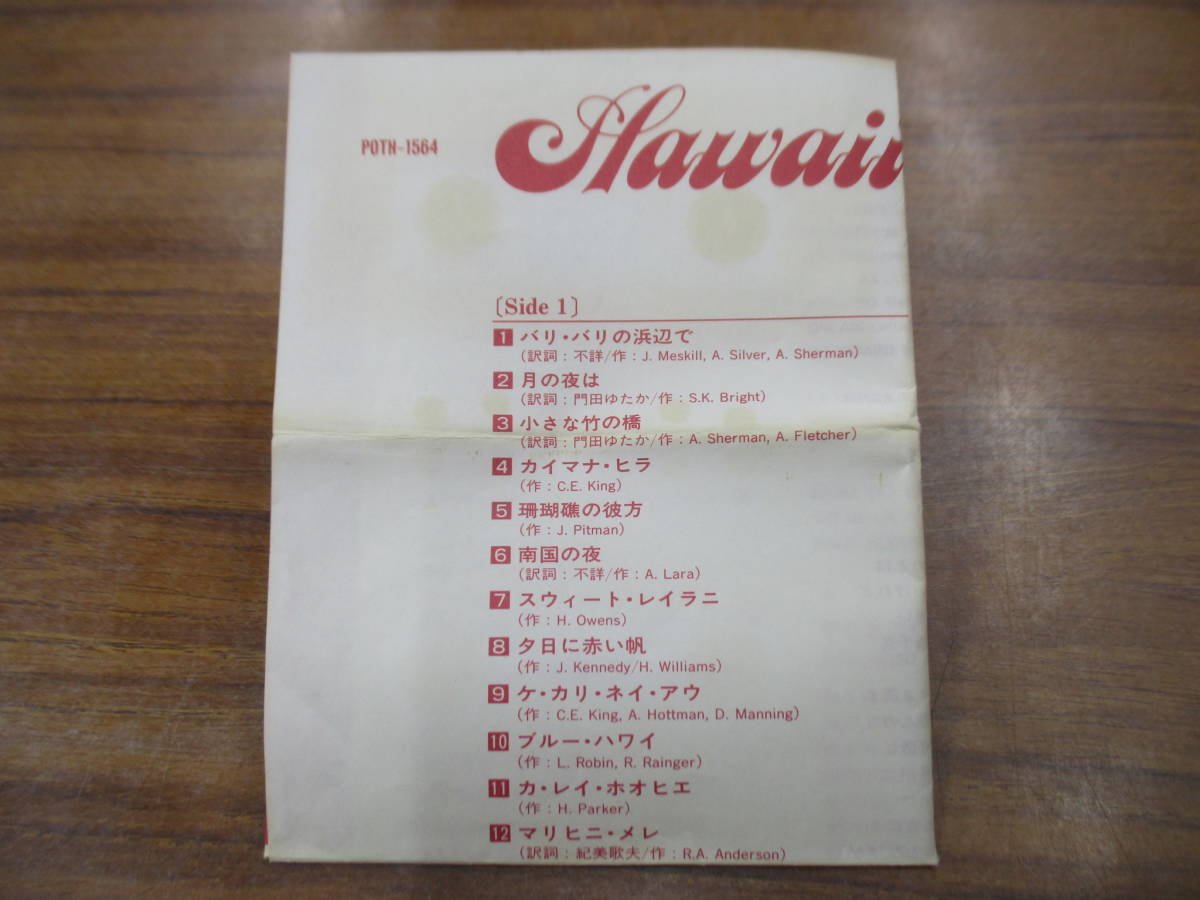 POTH-1564
Hawaii
〔Side 1〕
1 バリ・バリの浜辺で
(訳詞：不詳/作：J. Meskill, A. Silver, A. Sherman)
2 月の夜は
(訳詞：門田ゆたか/作：S.K. Bright)
3 小さな竹の橋
(訳詞：門田ゆたか/作：A. Sherman, A. Fletcher)
4 カイマナ・ヒラ
(作：C.E. King)
5 珊瑚礁の彼方
(作：J. Pitman)
6 南国の夜
(訳詞：不詳/作：A. Lara)
7 スウィート・レイラニ
(作：H. Owens)
8 夕日に赤い帆
(作：J. Kennedy/H. Williams)
9 ケ・カリ・ネイ・アウ
(作：C.E. King, A. Hottman, D. Manning)
10 ブルー・ハワイ
(作：L. Robin, R. Rainger)
11 カ・レイ・ホオヒエ
(作：H. Parker)
12 マリヒニ・メレ
(訳詞：紀美歌夫/作：R.A. Anderson)